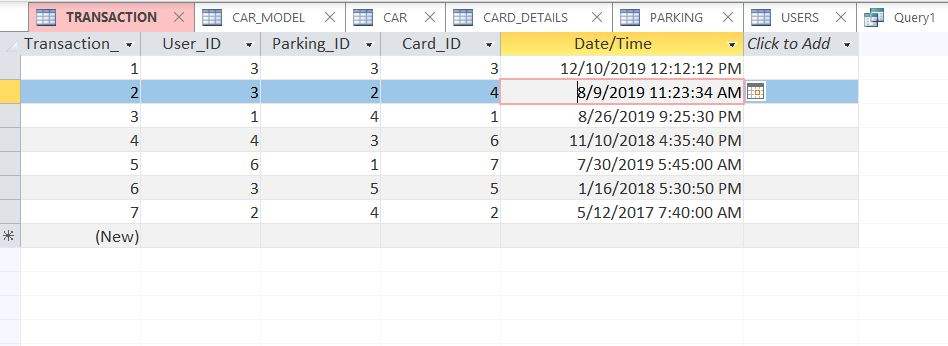 TRANSACTION CAR_MODEL CAR CARD_DETAILS PARKING USERS Query1
Transaction_ User_ID Parking_ID Card_ID Date/Time Click to Add
1 3 3 3 12/10/2019 12:12:12 PM
2 3 2 4 8/9/2019 11:23:34 AM
3 1 4 1 8/26/2019 9:25:30 PM
4 4 3 6 11/10/2018 4:35:40 PM
5 6 1 7 7/30/2019 5:45:00 AM
6 3 5 5 1/16/2018 5:30:50 PM
7 2 4 2 5/12/2017 7:40:00 AM
(New)